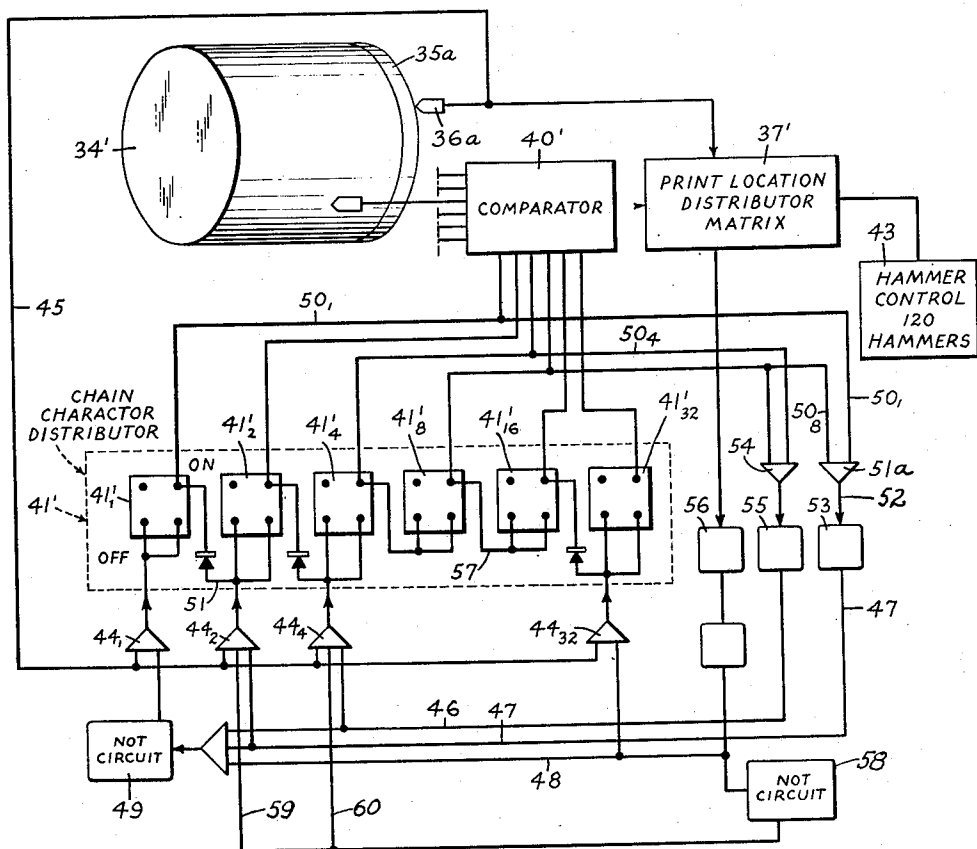 35a
34'
36a
40'
COMPARATOR
37'
PRINT LOCATION
DISTRIBUTOR
MATRIX
43
HAMMER
CONTROL
120
HAMMERS
45
50₁
50₄
50₈
50₁
CHAIN
CHARACTOR
DISTRIBUTOR
41'
41'₁
ON
OFF
41'₂
41'₄
41'₈
41'₁₆
41'₃₂
54
51a
52
56
55
53
51
57
47
44₁
44₂
44₄
44₃₂
46
47
48
NOT
CIRCUIT
49
59
60
NOT
CIRCUIT
58